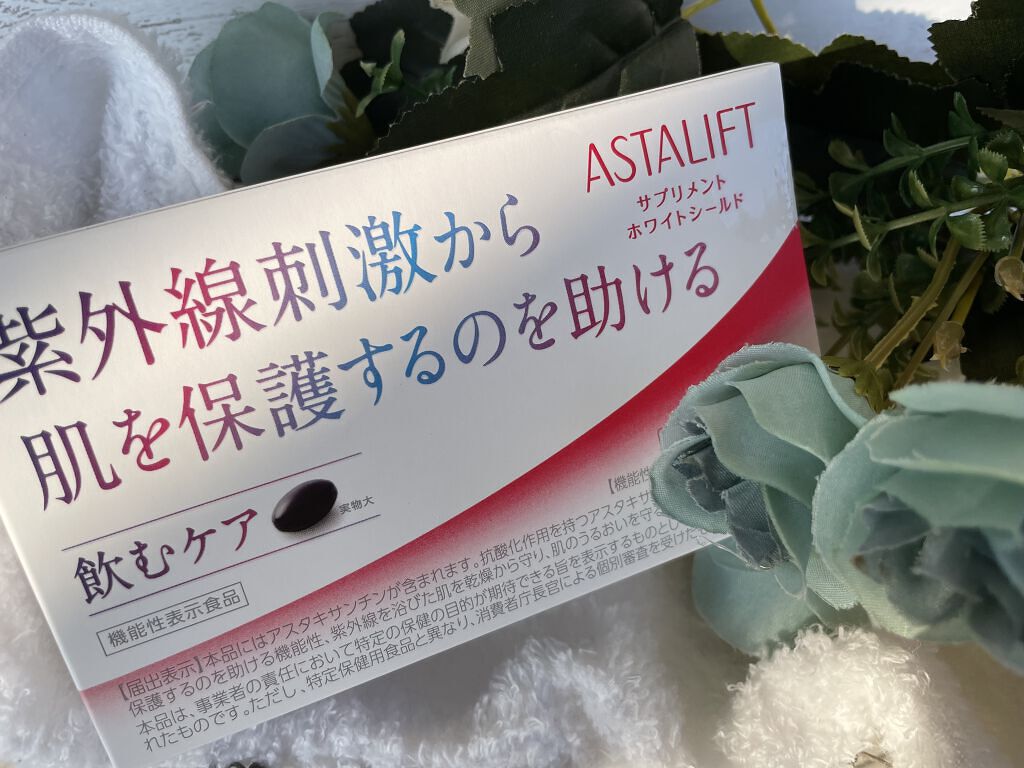 ASTALIFT
サプリメント
ホワイトシールド
紫外線刺激から
肌を保護するのを助ける
飲むケア
実物大
機能性表示食品
【届出表示】本品にはアスタキサンチンが含まれます。抗酸化作用を持つアスタキサ
保護するのを助ける機能性、紫外線を浴びた肌を乾燥から守り、肌のうるおいを守る
【機能性
本品は、事業者の責任において特定の保健の目的が期待できる旨を表示するものとし
れたものです。ただし、特定保健用食品と異なり、消費者庁長官による個別審査を受けた